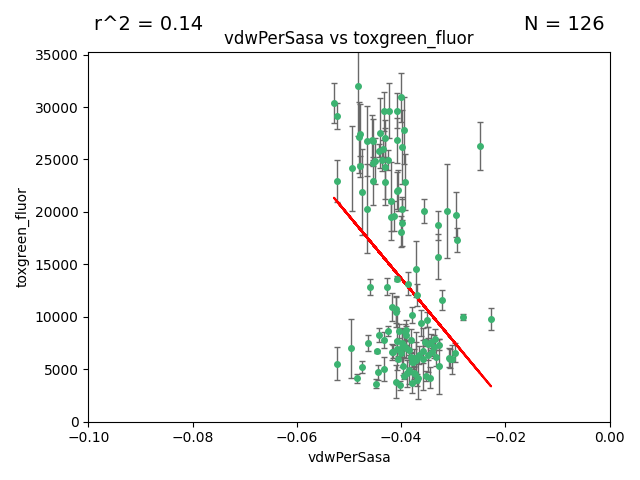 r^2 = 0.14
N = 126
vdwPerSasa vs toxgreen_fluor
35000
30000
25000
20000
15000
10000
5000
0
toxgreen_fluor
−0.10
−0.08
−0.06
−0.04
−0.02
0.00
vdwPerSasa